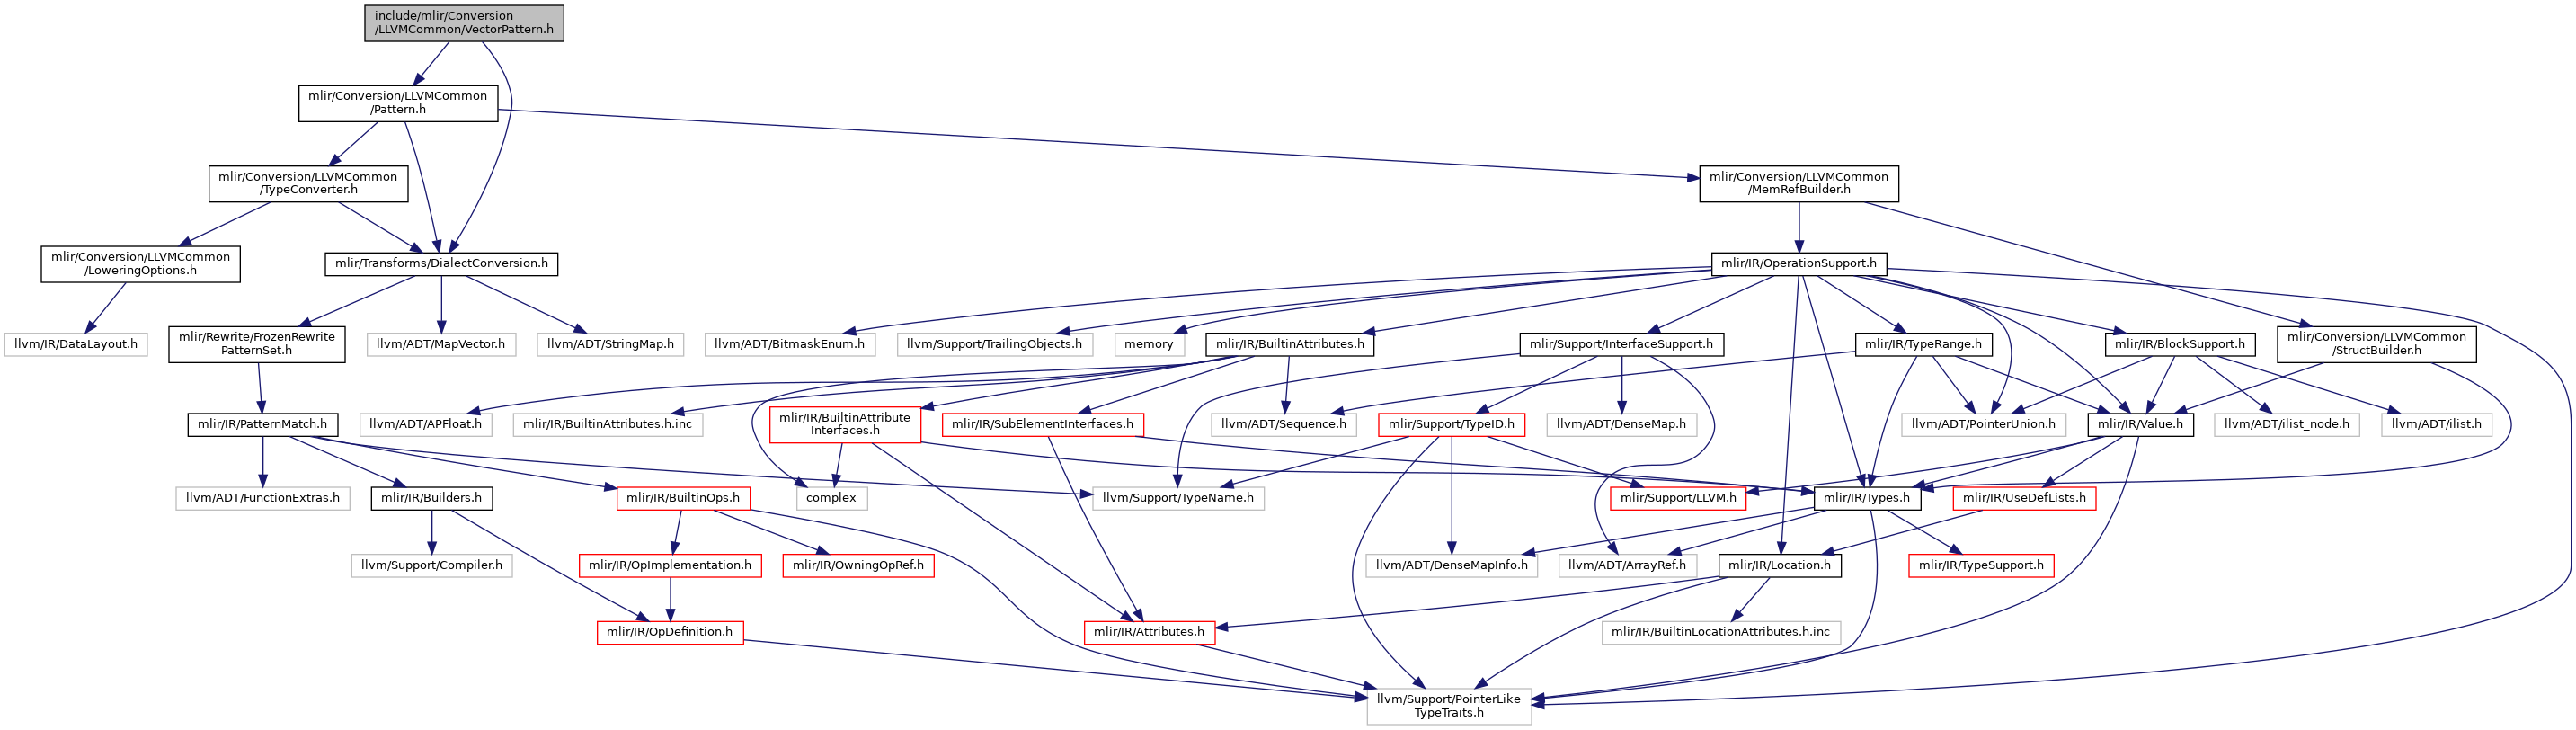 include/mlir/Conversion
/LLVMCommon/VectorPattern.h
mlir/Conversion/LLVMCommon
/Pattern.h
mlir/Conversion/LLVMCommon
/TypeConverter.h
mlir/Conversion/LLVMCommon
/MemRefBuilder.h
mlir/Conversion/LLVMCommon
/LoweringOptions.h
mlir/Transforms/DialectConversion.h
mlir/IR/OperationSupport.h
llvm/IR/DataLayout.h
mlir/Rewrite/FrozenRewrite
PatternSet.h
llvm/ADT/MapVector.h
llvm/ADT/StringMap.h
llvm/ADT/BitmaskEnum.h
llvm/Support/TrailingObjects.h
memory
mlir/IR/BuiltinAttributes.h
mlir/Support/InterfaceSupport.h
mlir/IR/TypeRange.h
mlir/IR/BlockSupport.h
mlir/Conversion/LLVMCommon
/StructBuilder.h
mlir/IR/PatternMatch.h
llvm/ADT/APFloat.h
mlir/IR/BuiltinAttributes.h.inc
mlir/IR/BuiltinAttribute
Interfaces.h
mlir/IR/SubElementInterfaces.h
llvm/ADT/Sequence.h
mlir/Support/TypeID.h
llvm/ADT/DenseMap.h
llvm/ADT/PointerUnion.h
mlir/IR/Value.h
llvm/ADT/ilist_node.h
llvm/ADT/ilist.h
llvm/ADT/FunctionExtras.h
mlir/IR/Builders.h
mlir/IR/BuiltinOps.h
complex
llvm/Support/TypeName.h
mlir/Support/LLVM.h
mlir/IR/Types.h
mlir/IR/UseDefLists.h
llvm/Support/Compiler.h
mlir/IR/OpImplementation.h
mlir/IR/OwningOpRef.h
llvm/ADT/DenseMapInfo.h
llvm/ADT/ArrayRef.h
mlir/IR/Location.h
mlir/IR/TypeSupport.h
mlir/IR/OpDefinition.h
mlir/IR/Attributes.h
mlir/IR/BuiltinLocationAttributes.h.inc
llvm/Support/PointerLike
TypeTraits.h